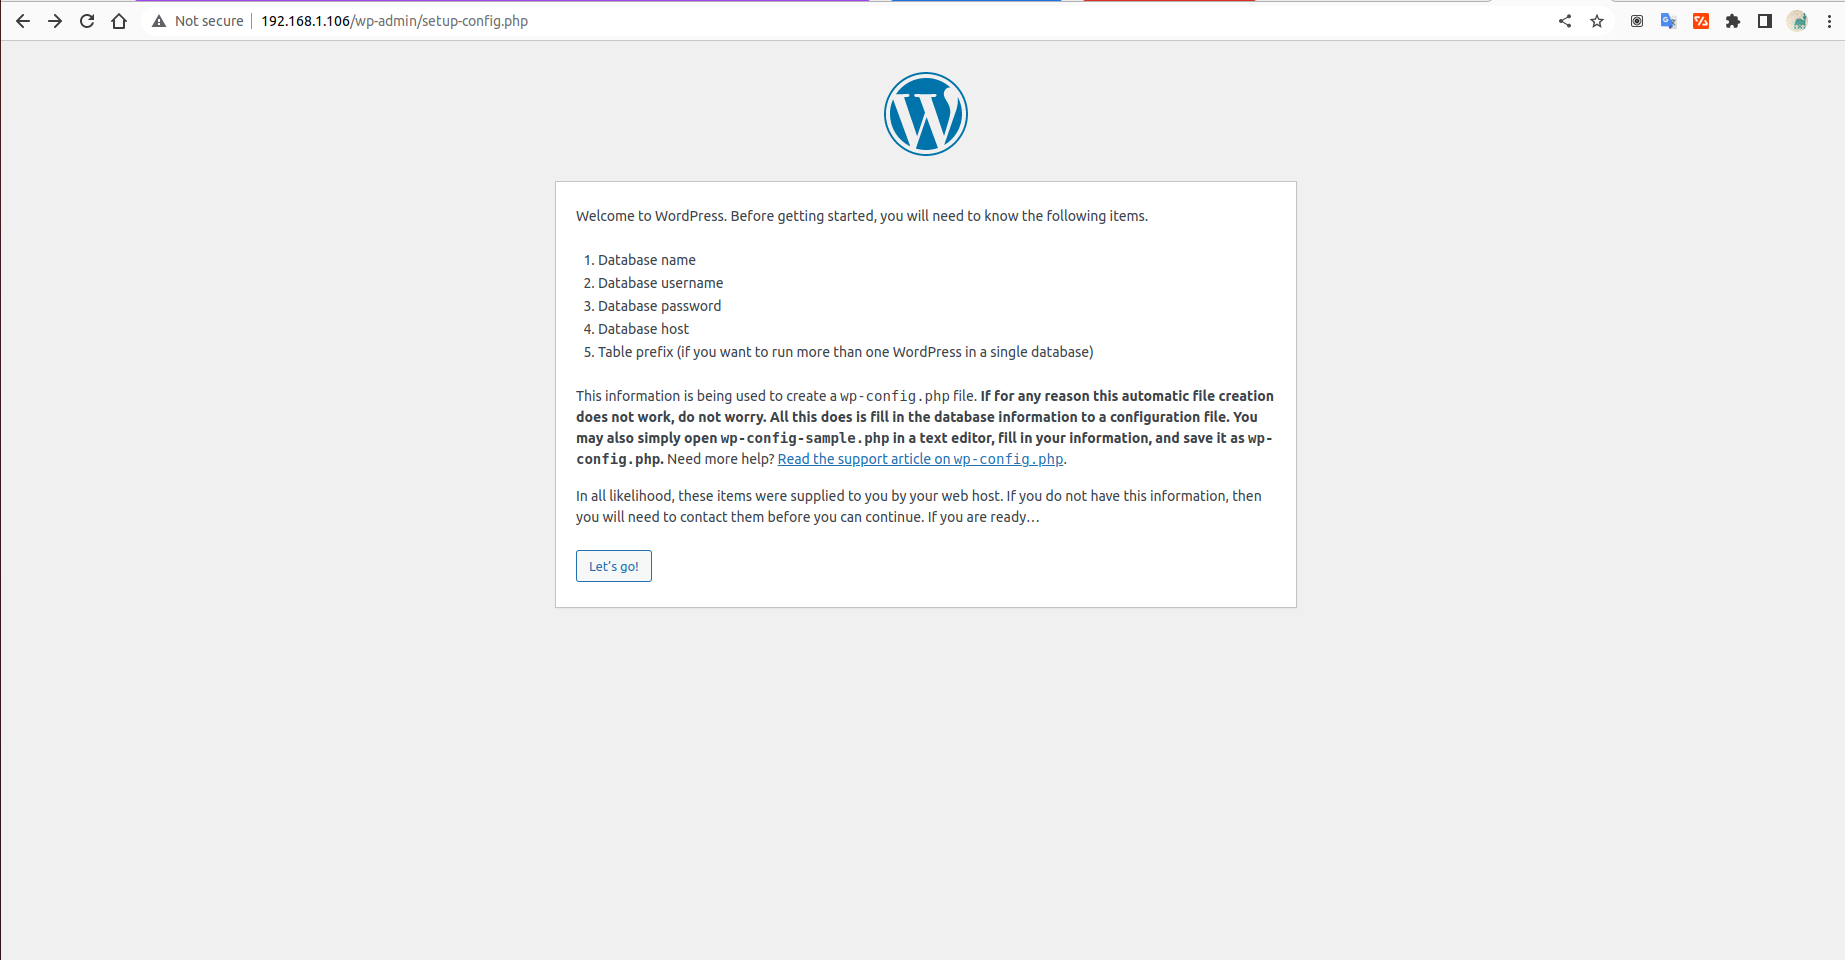 Not secure | 192.168.1.106/wp-admin/setup-config.php
W
Welcome to WordPress. Before getting started, you will need to know the following items.
1. Database name
2. Database username
3. Database password
4. Database host
5. Table prefix (if you want to run more than one WordPress in a single database)
This information is being used to create a wp-config.php file. If for any reason this automatic file creation
does not work, do not worry. All this does is fill in the database information to a configuration file. You
may also simply open wp-config-sample.php in a text editor, fill in your information, and save it as wp-
config.php. Need more help? Read the support article on wp-config.php.
In all likelihood, these items were supplied to you by your web host. If you do not have this information, then
you will need to contact them before you can continue. If you are ready…
Let’s go!